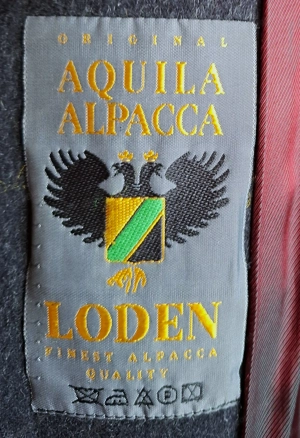 ORIGINAL
AQUILA
ALPACCA
LODEN
FINEST ALPACCA
QUALITY